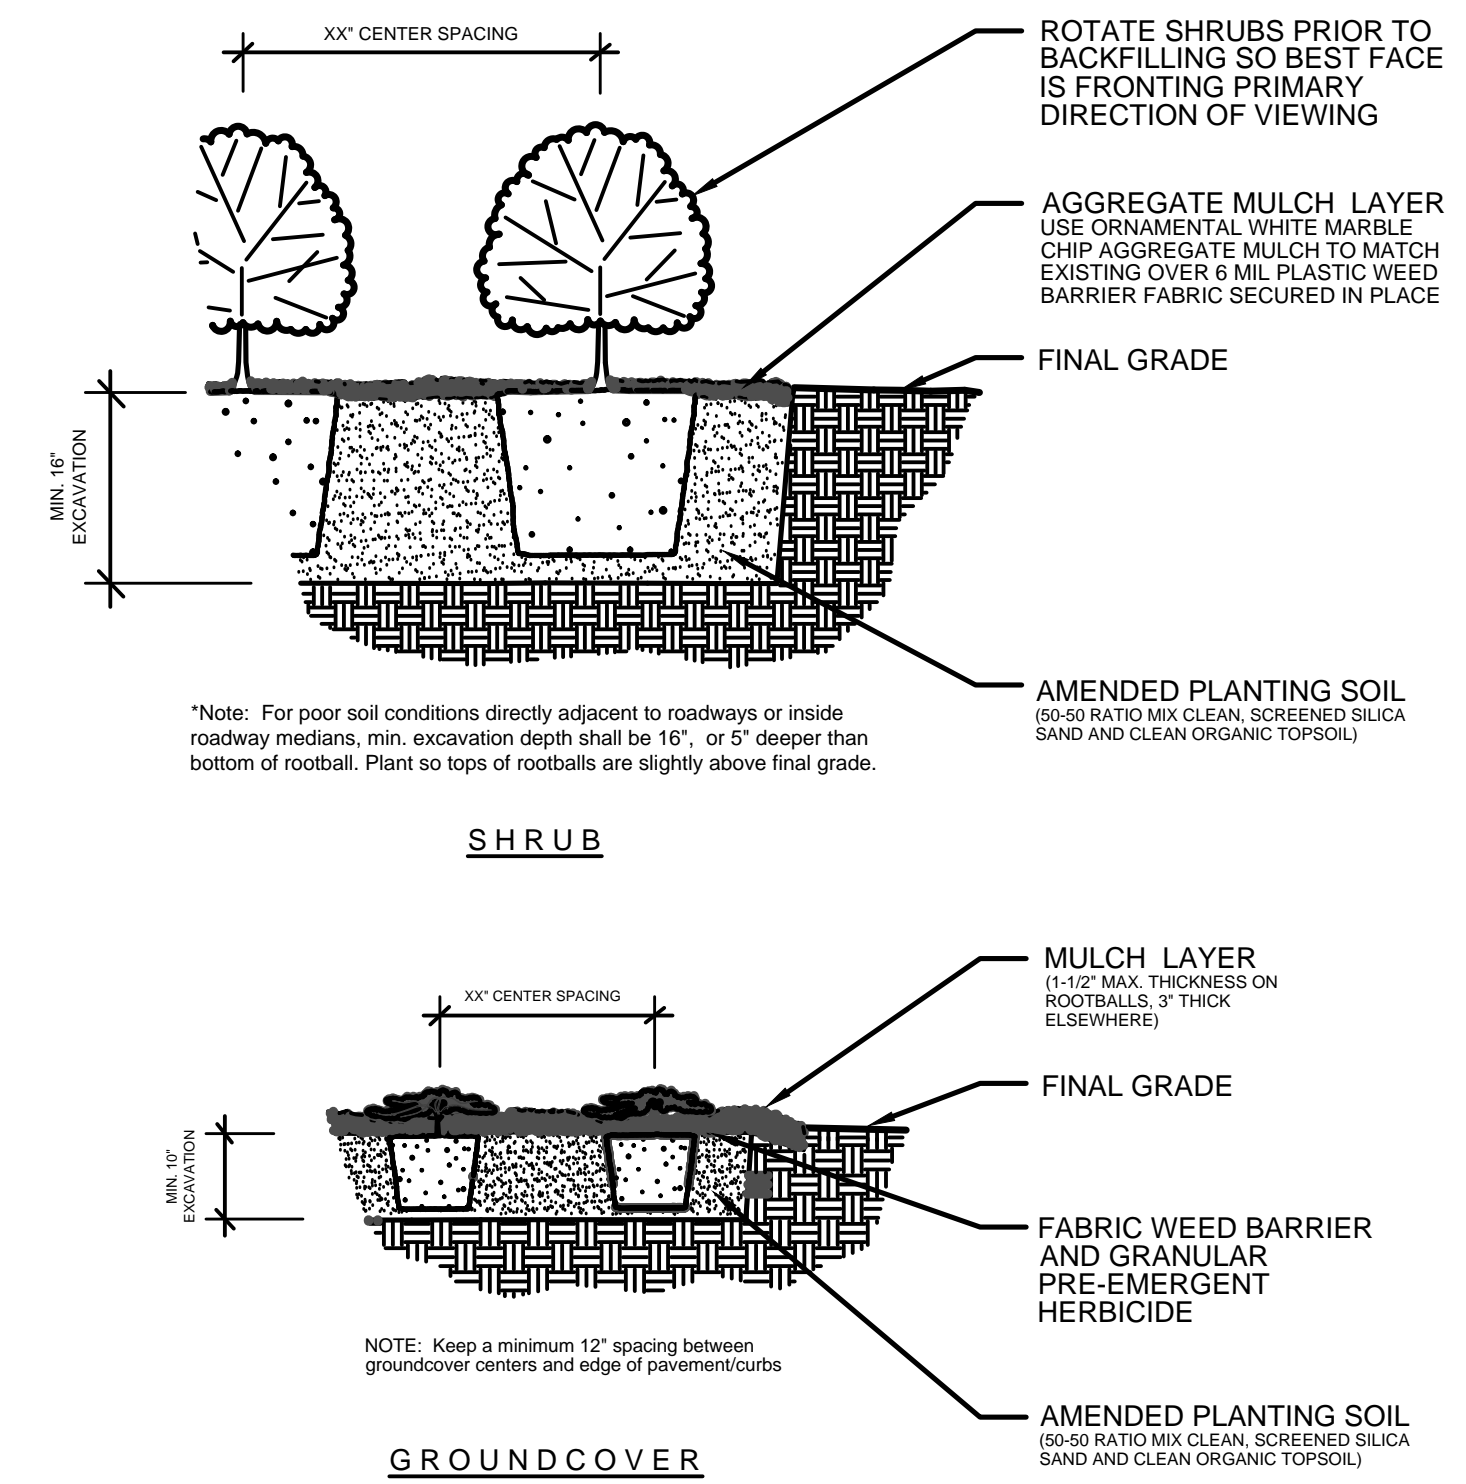 XX" CENTER SPACING
ROTATE SHRUBS PRIOR TO
BACKFILLING SO BEST FACE
IS FRONTING PRIMARY
DIRECTION OF VIEWING
AGGREGATE MULCH LAYER
USE ORNAMENTAL WHITE MARBLE
CHIP AGGREGATE MULCH TO MATCH
EXISTING OVER 6 MIL PLASTIC WEED
BARRIER FABRIC SECURED IN PLACE
FINAL GRADE
MIN. 16"
EXCAVATION
AMENDED PLANTING SOIL
(50-50 RATIO MIX CLEAN, SCREENED SILICA
SAND AND CLEAN ORGANIC TOPSOIL)
*Note: For poor soil conditions directly adjacent to roadways or inside
roadway medians, min. excavation depth shall be 16", or 5" deeper than
bottom of rootball. Plant so tops of rootballs are slightly above final grade.
SHRUB
MULCH LAYER
(1-1/2" MAX. THICKNESS ON
ROOTBALLS, 3" THICK
ELSEWHERE)
XX" CENTER SPACING
FINAL GRADE
MIN. 10"
EXCAVATION
FABRIC WEED BARRIER
AND GRANULAR
PRE-EMERGENT
HERBICIDE
NOTE: Keep a minimum 12" spacing between
groundcover centers and edge of pavement/curbs
AMENDED PLANTING SOIL
(50-50 RATIO MIX CLEAN, SCREENED SILICA
SAND AND CLEAN ORGANIC TOPSOIL)
GROUNDCOVER